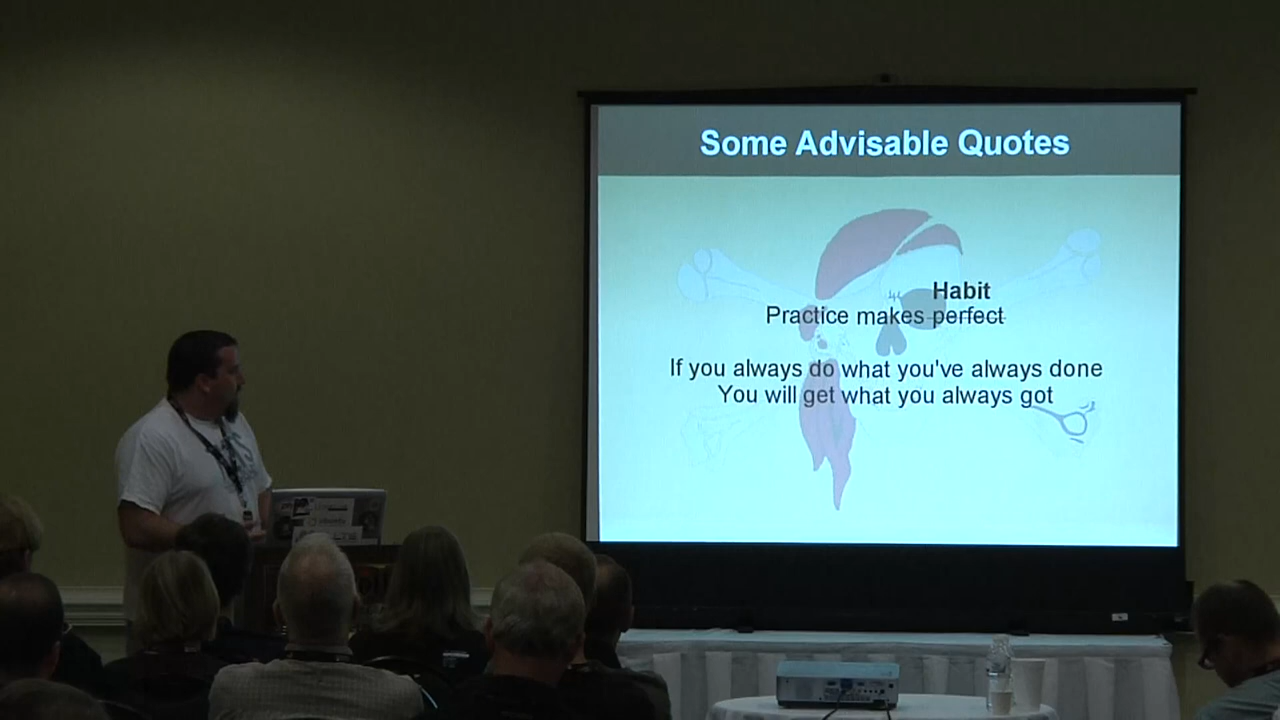 Some Advisable Quotes
Habit
Practice makes perfect
If you always do what you've always done
You will get what you always got